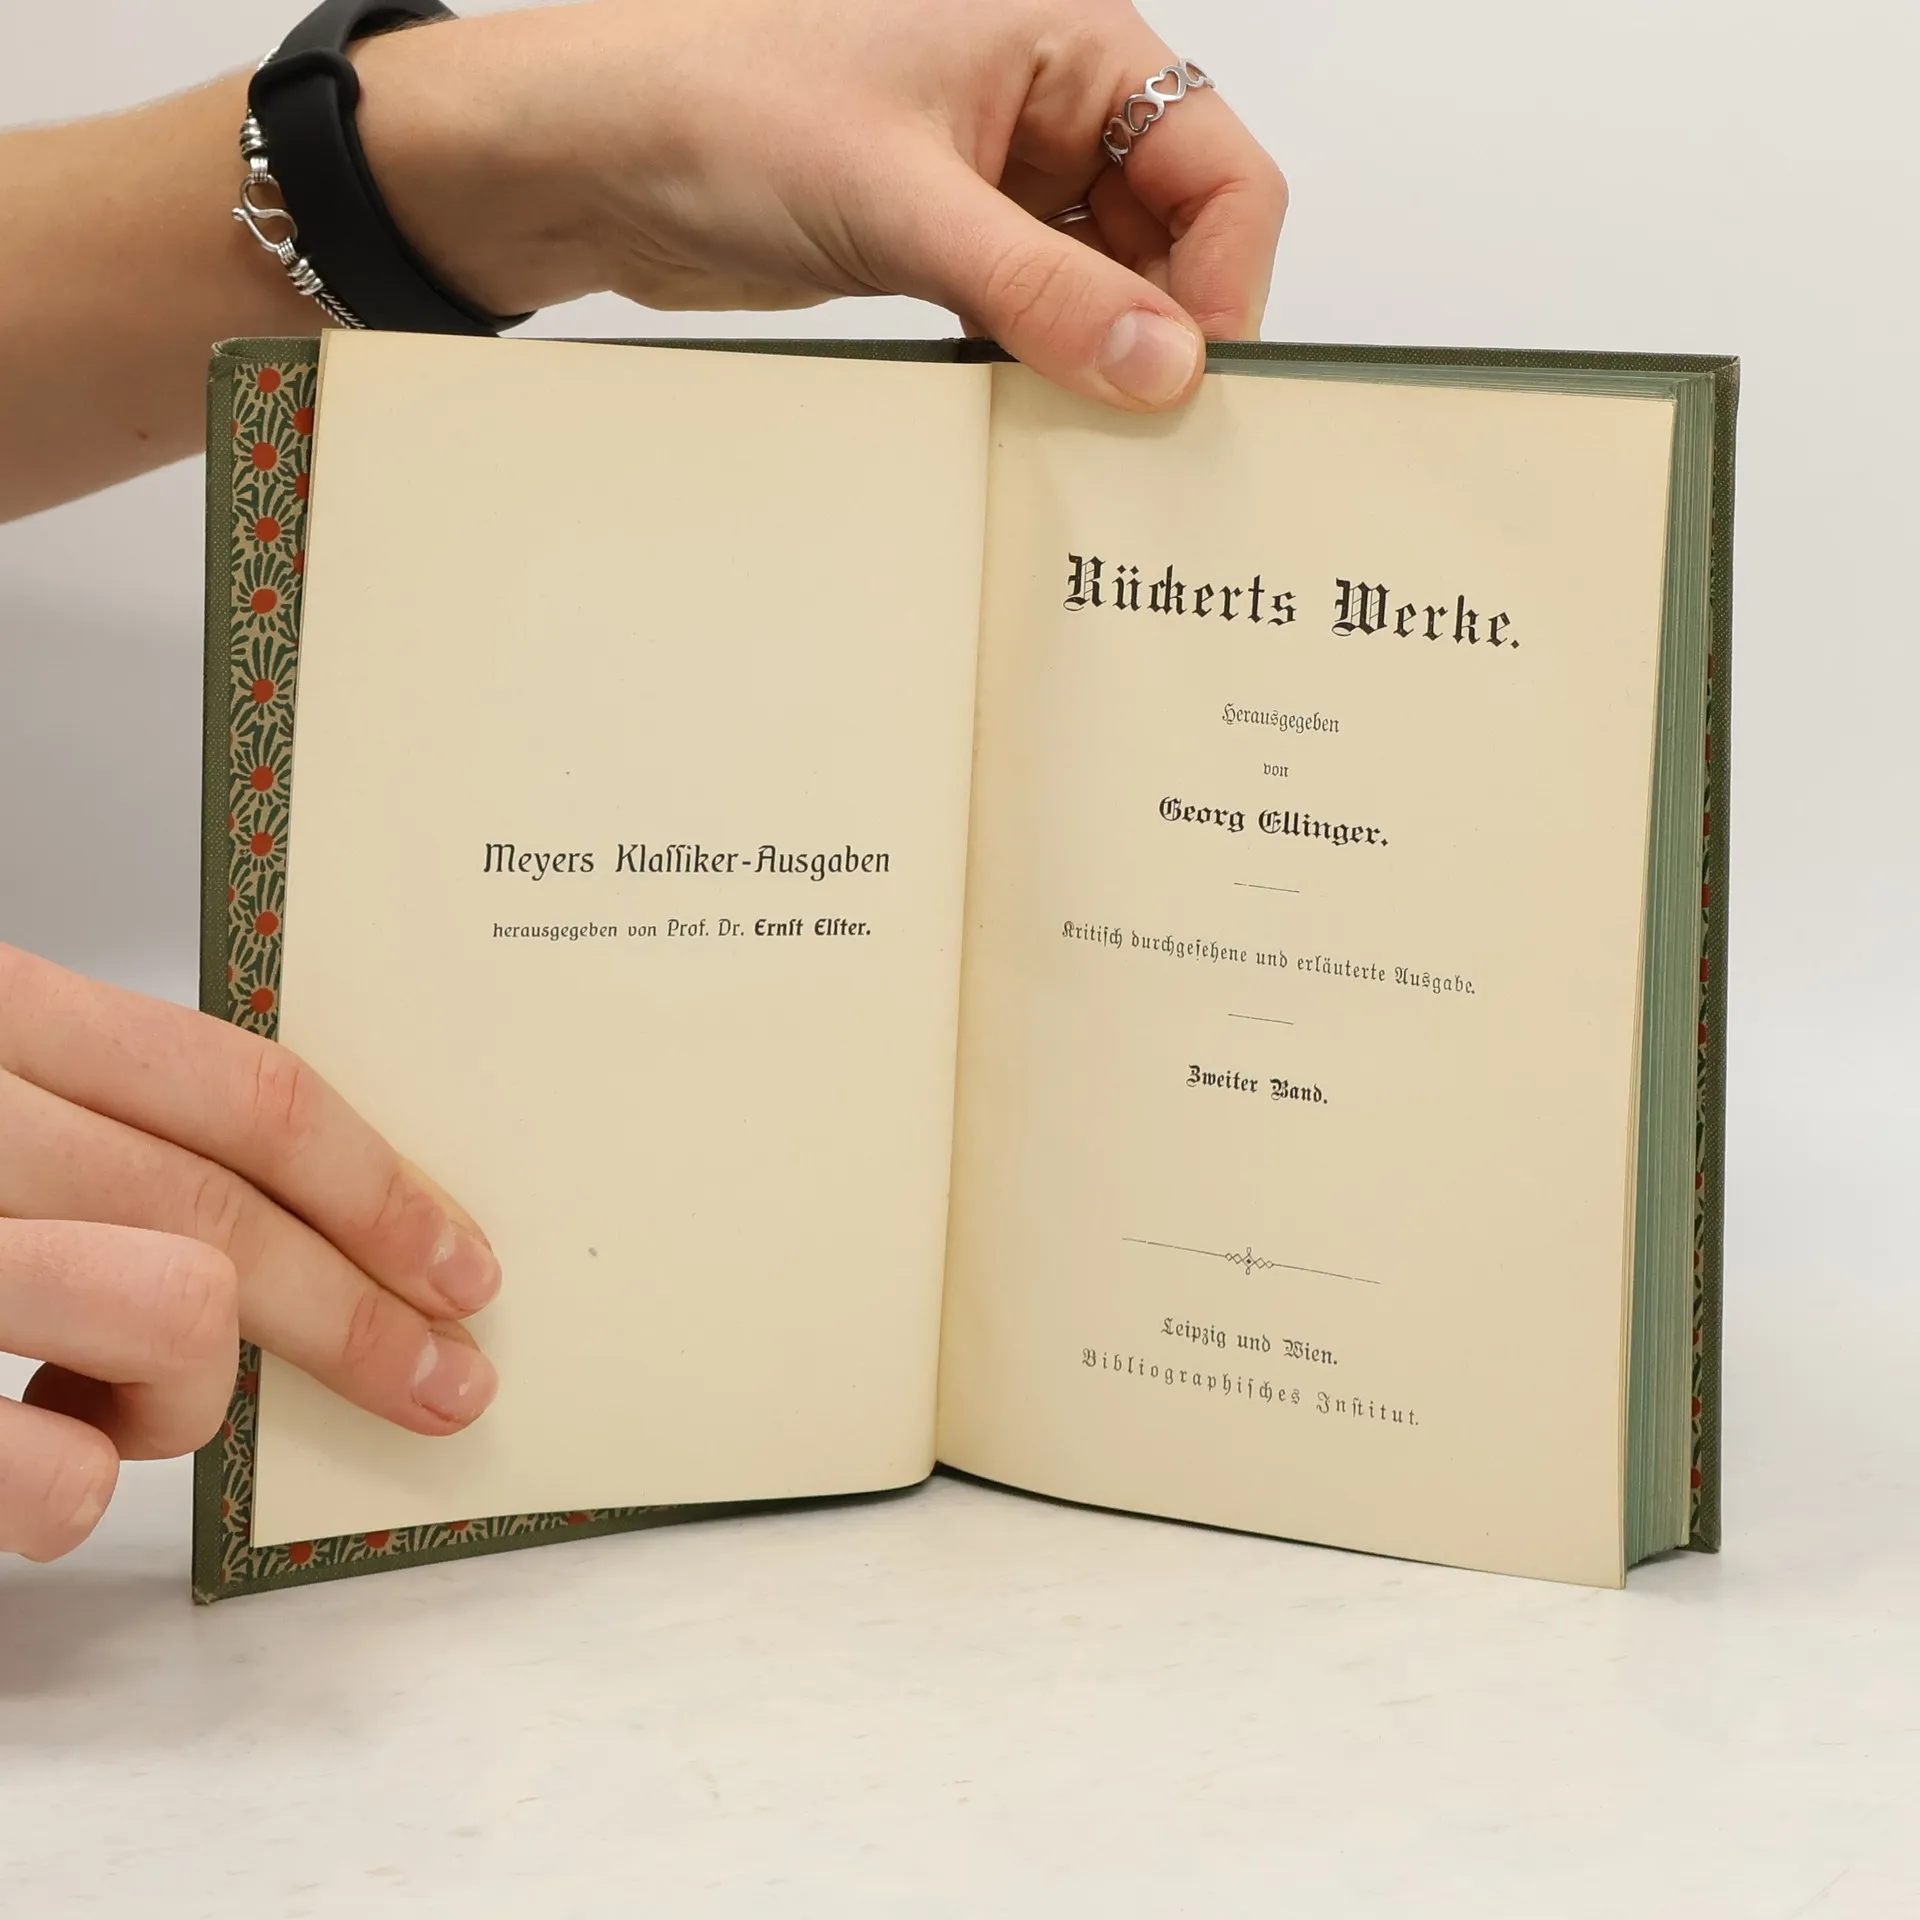 Meyers Klaſſiker-Ausgaben
herausgegeben von Prof. Dr. Ernſt Elſter.
Rückerts Werke.
Herausgegeben
von
Georg Ellinger.
Kritiſch durchgeſehene und erläuterte Ausgabe.
Zweiter Band.
Leipzig und Wien.
Bibliographiſches Inſtitut.